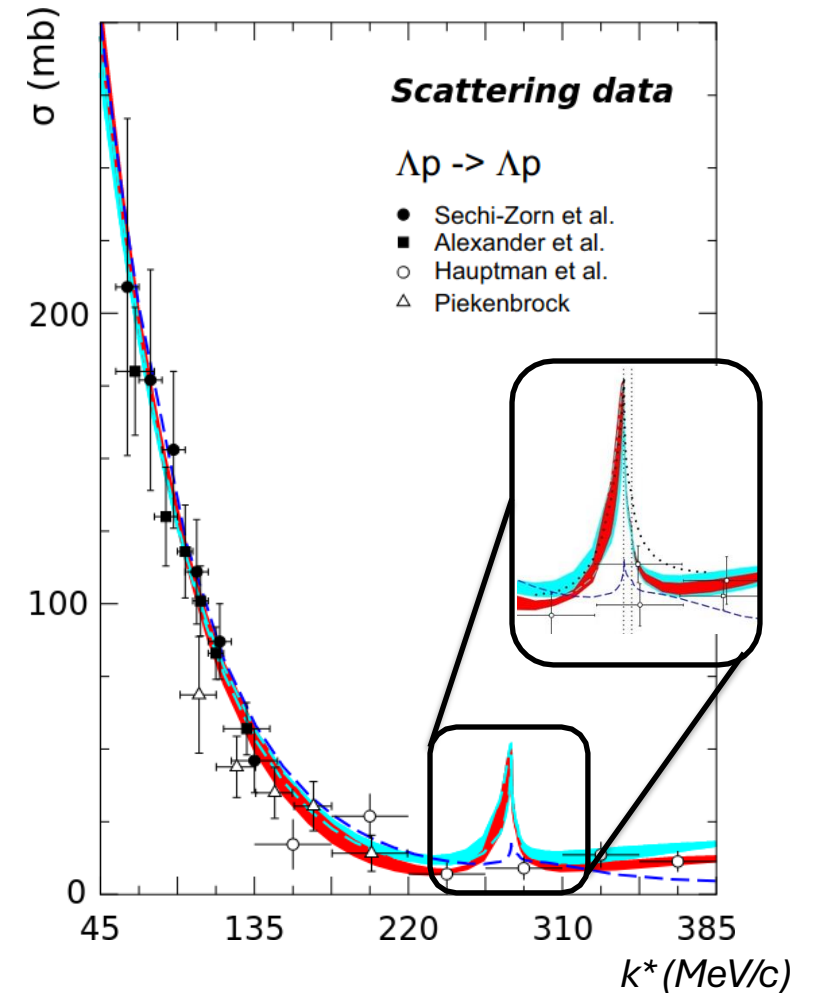 σ (mb)
Scattering data
Λp -> Λp
Sechi-Zorn et al.
Alexander et al.
Hauptman et al.
Piekenbrock
200
100
0
45 135 220 310 385
k* (MeV/c)